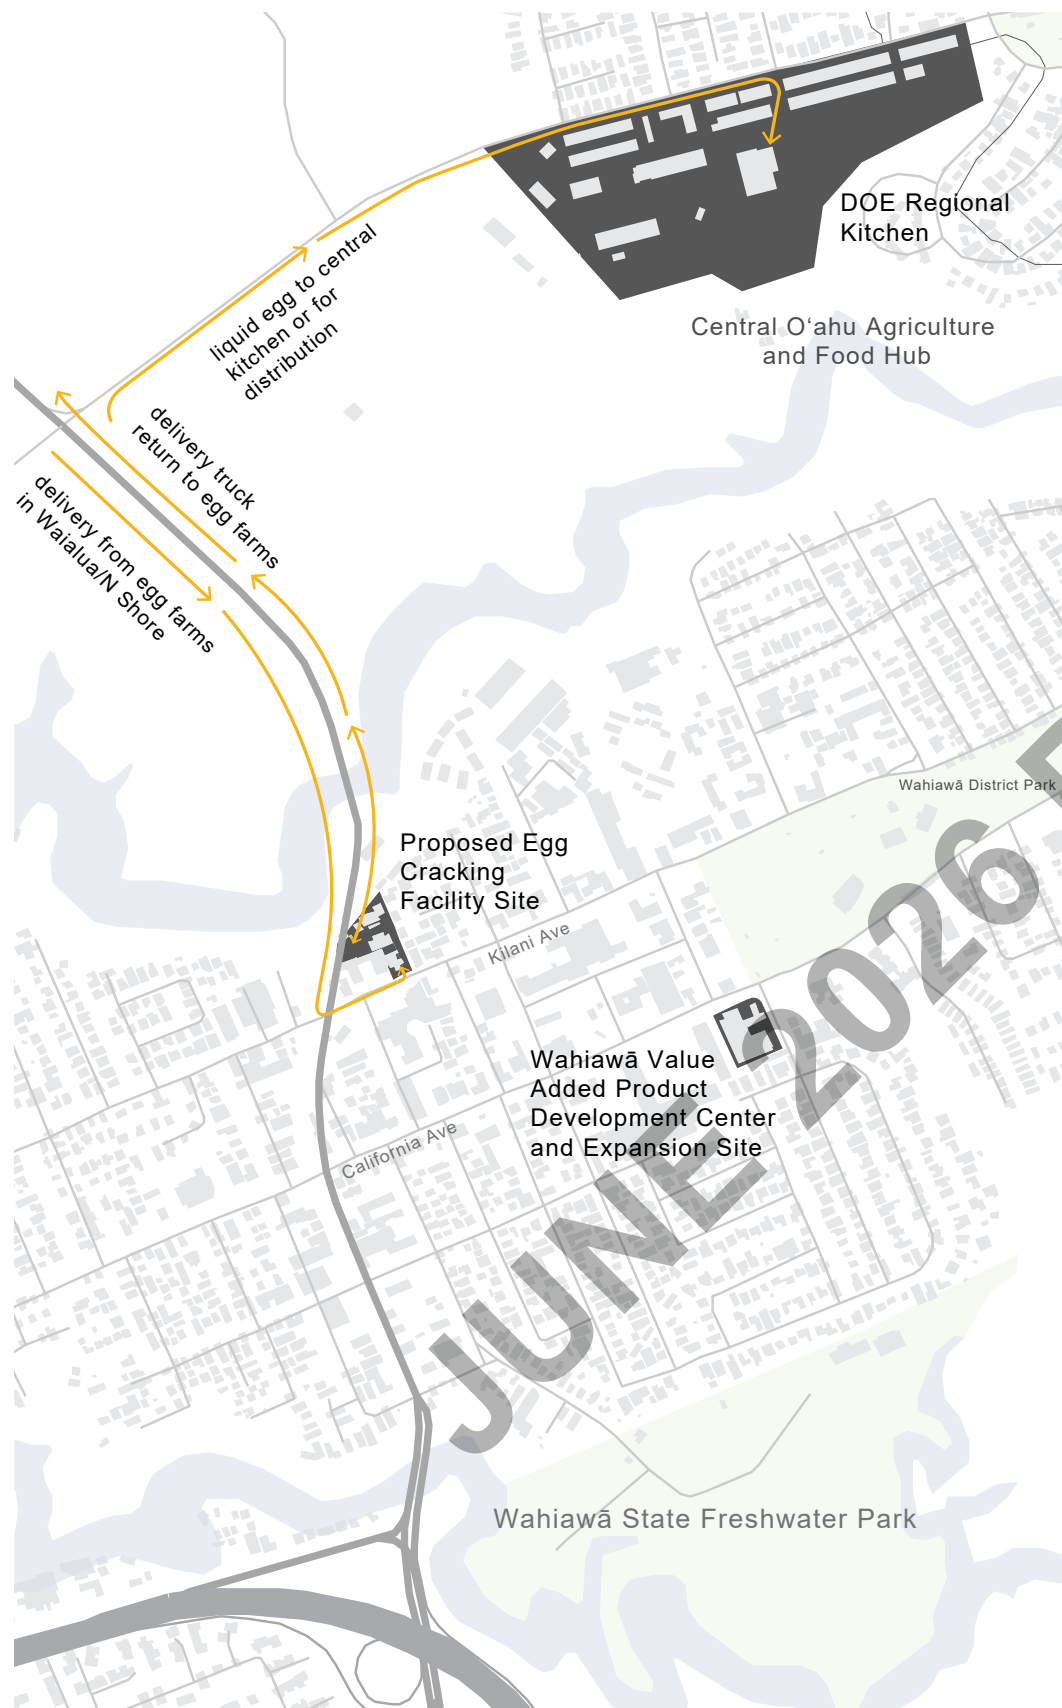 DOE Regional
Kitchen
Central Oʻahu Agriculture
and Food Hub
liquid egg to central
kitchen or for
distribution
delivery truck
return to egg farms
delivery from egg farms
in Waialua/N Shore
Wahiawā District Park
Proposed Egg
Cracking
Facility Site
Kilani Ave
Wahiawā Value
Added Product
Development Center
and Expansion Site
California Ave
JUNE 2026
Wahiawā State Freshwater Park